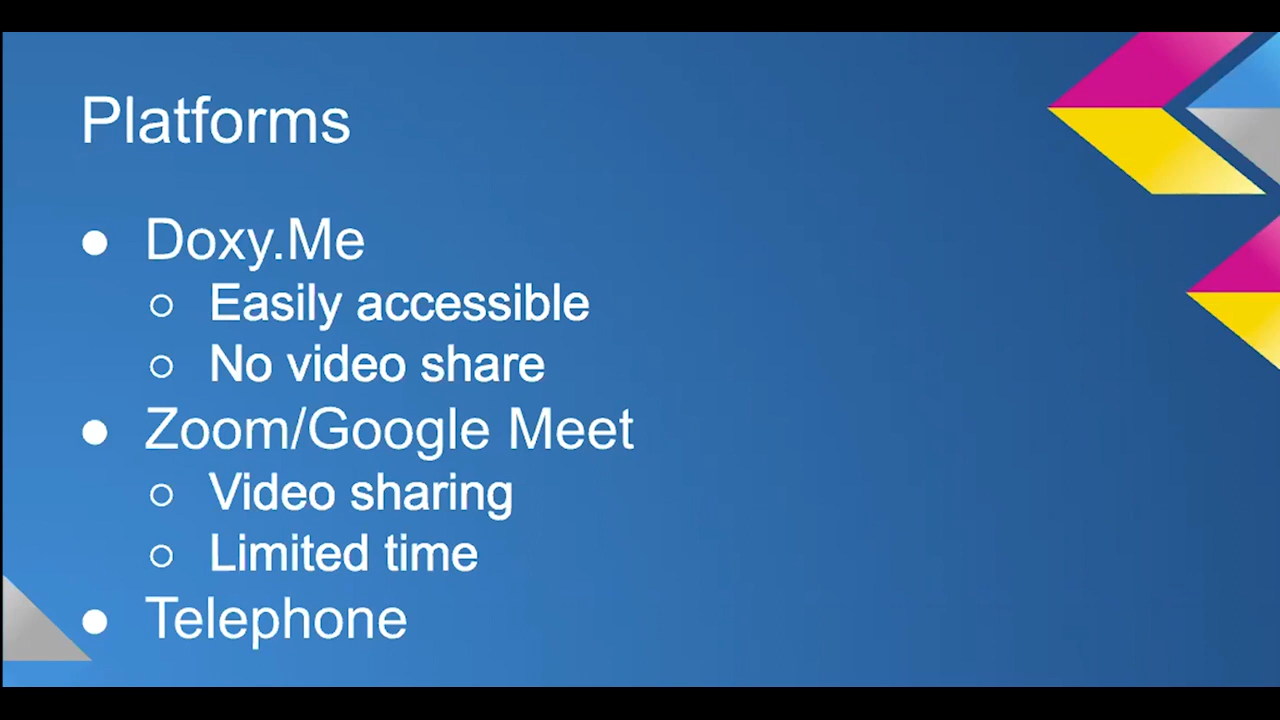 Platforms
● Doxy.Me
○ Easily accessible
○ No video share
● Zoom/Google Meet
○ Video sharing
○ Limited time
● Telephone